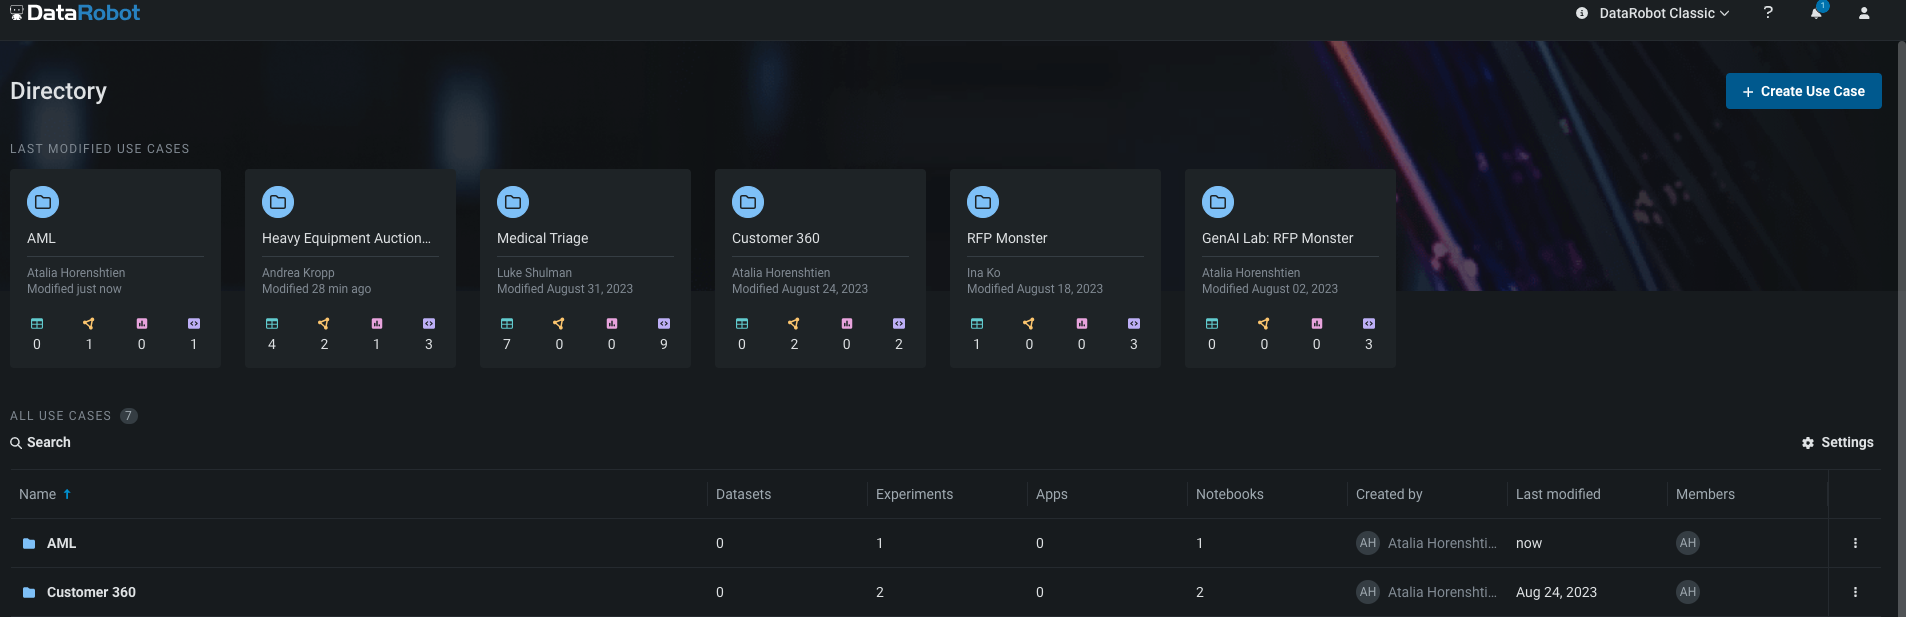 DataRobot
DataRobot Classic
?
1
Directory
+ Create Use Case
LAST MODIFIED USE CASES
AML
Atalia Horenshtien
Modified just now
0 1 0 1
Heavy Equipment Auction...
Andrea Kropp
Modified 28 min ago
4 2 1 3
Medical Triage
Luke Shulman
Modified August 31, 2023
7 0 0 9
Customer 360
Atalia Horenshtien
Modified August 24, 2023
0 2 0 2
RFP Monster
Ina Ko
Modified August 18, 2023
1 0 0 3
GenAI Lab: RFP Monster
Atalia Horenshtien
Modified August 02, 2023
0 0 0 3
ALL USE CASES 7
Search
Settings
Name Datasets Experiments Apps Notebooks Created by Last modified Members
AML 0 1 0 1 AH Atalia Horenshti... now AH
Customer 360 0 2 0 2 AH Atalia Horenshti... Aug 24, 2023 AH